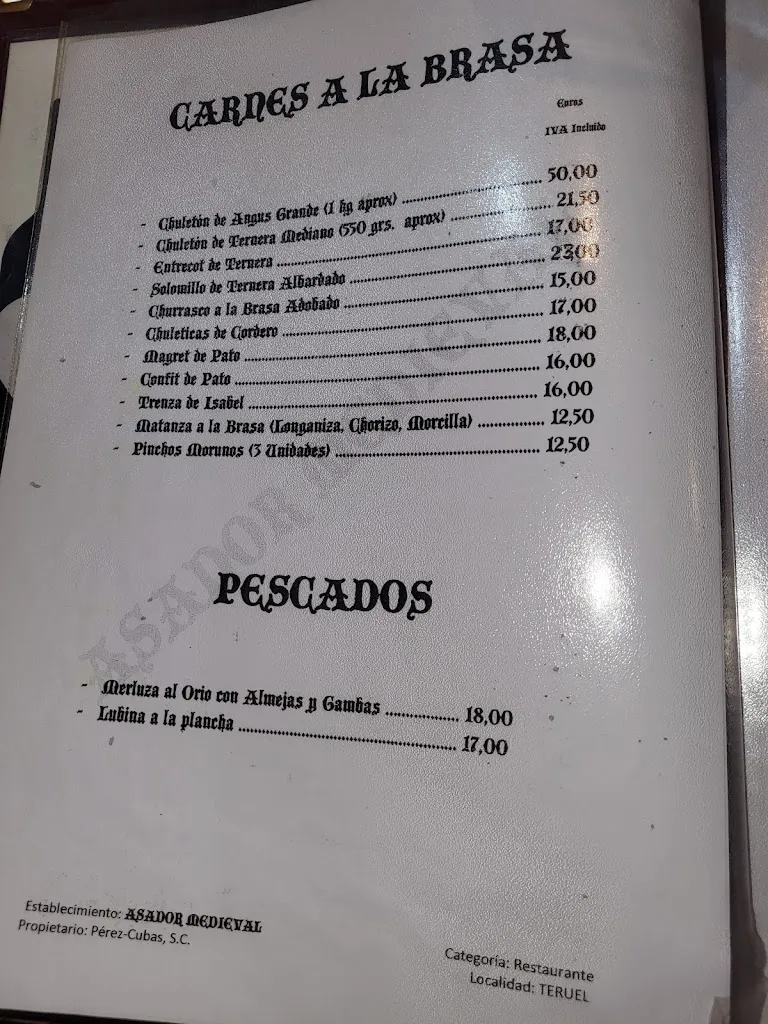 CARNES A LA BRASA
Euros
IVA Incluido
- Chuletón de Angus Grande (1 kg aprox) ........................ 50,00
- Chuletón de Ternera Mediano (550 grs. aprox) ................ 21,50
- Entrecot de Ternera ........................ 17,00
- Solomillo de Ternera Albardado ........................ 23,00
- Churrasco a la Brasa Adobado ........................ 15,00
- Chuleticas de Cordero ........................ 17,00
- Magret de Pato ........................ 18,00
- Confit de Pato ........................ 16,00
- Trenza de Isabel ........................ 16,00
- Matanza a la Brasa (Longaniza, Chorizo, Morcilla) ............... 12,50
- Pinchos Morunos (3 Unidades) ........................ 12,50
ASADOR MEDIEVAL
PESCADOS
- Merluza al Orio con Almejas y Gambas ................. 18,00
- Lubina a la plancha ........................ 17,00
Establecimiento: ASADOR MEDIEVAL
Propietario: Pérez-Cubas, S.C.
Categoría: Restaurante
Localidad: TERUEL